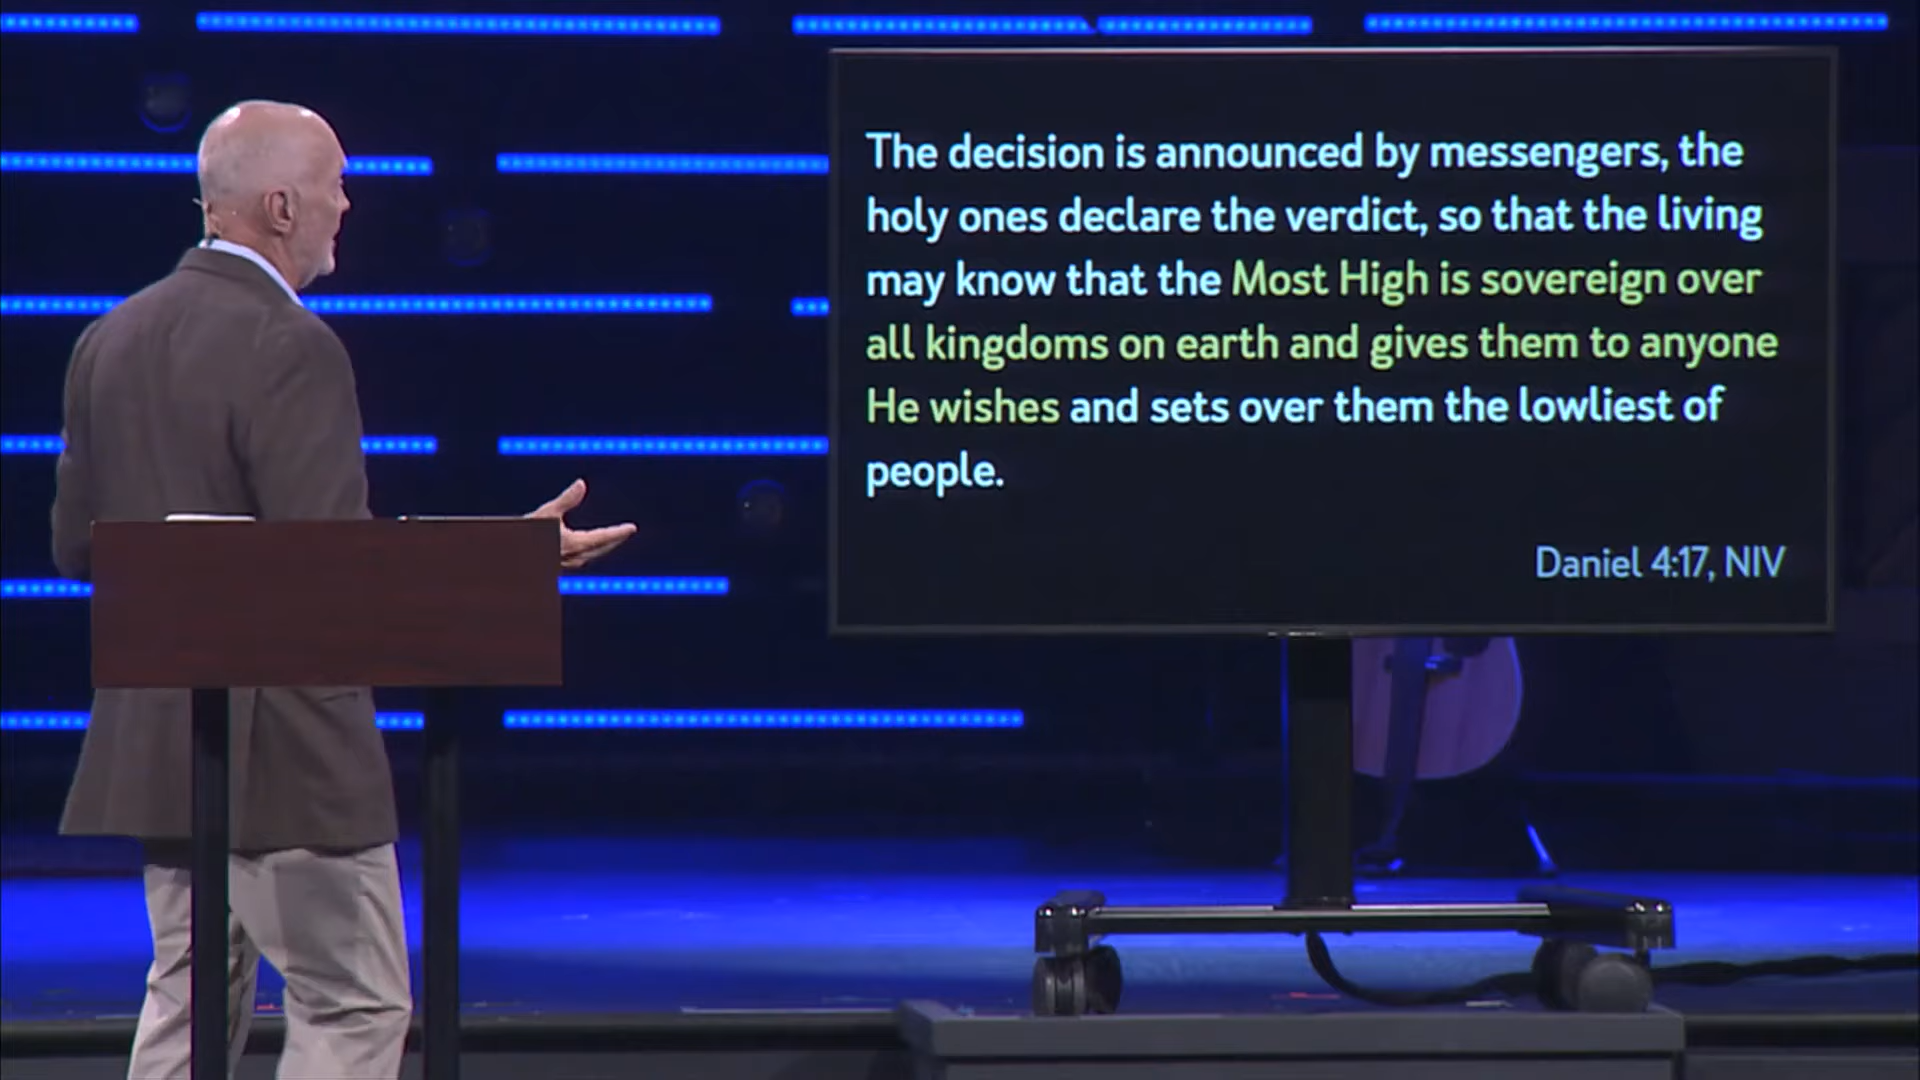 The decision is announced by messengers, the
holy ones declare the verdict, so that the living
may know that the Most High is sovereign over
all kingdoms on earth and gives them to anyone
He wishes and sets over them the lowliest of
people.
Daniel 4:17, NIV